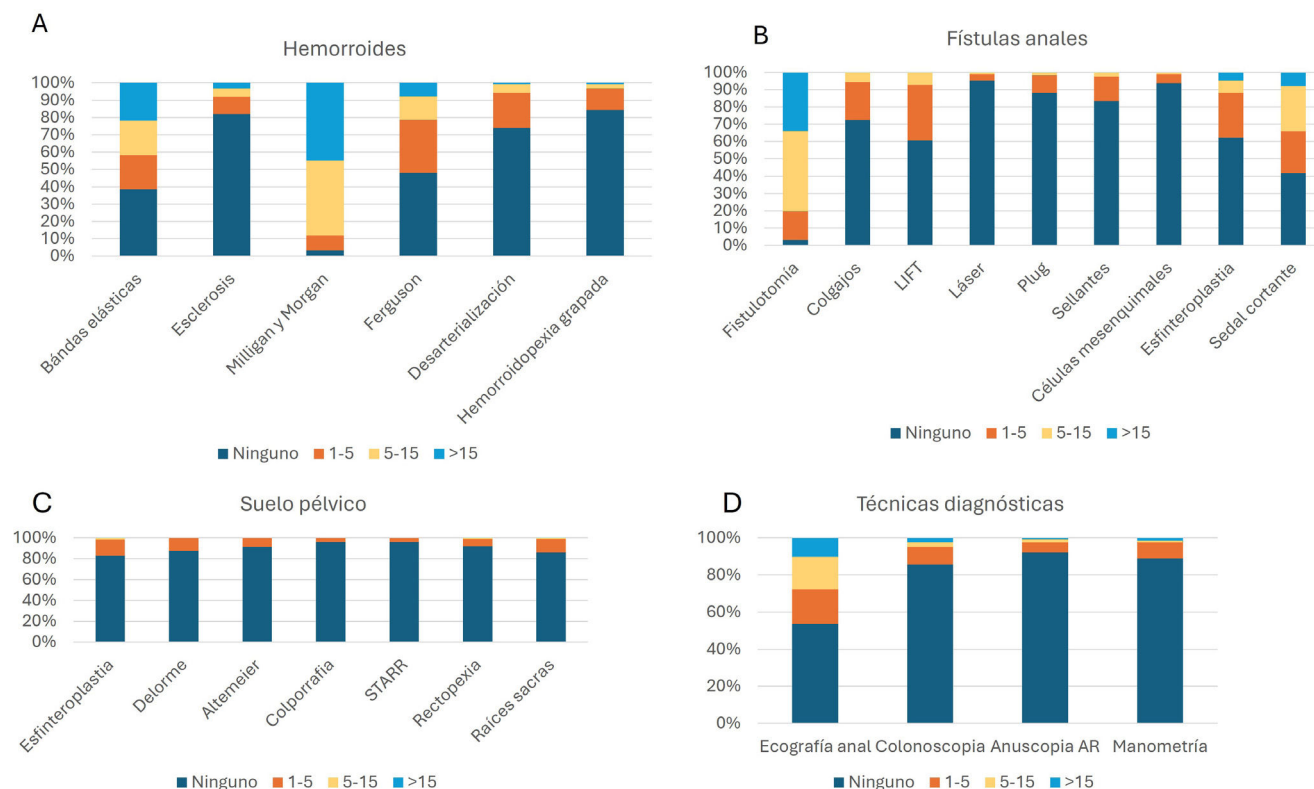 A
Hemorroides
100%
90%
80%
70%
60%
50%
40%
30%
20%
10%
0%
Bándas elásticas
Esclerosis
Milligan y Morgan
Ferguson
Desarterialización
Hemorroidopexia grapada
Ninguno 1-5 5-15 >15
B
Fístulas anales
100%
90%
80%
70%
60%
50%
40%
30%
20%
10%
0%
Fistulotomía
Colgajos
LIFT
Láser
Plug
Sellantes
Células mesenquimales
Esfinteroplastia
Sedal cortante
Ninguno 1-5 5-15 >15
C
Suelo pélvico
100%
80%
60%
40%
20%
0%
Esfinteroplastia
Delorme
Altemeier
Colporrafia
STARR
Rectopexia
Raíces sacras
Ninguno 1-5 5-15 >15
D
Técnicas diagnósticas
100%
80%
60%
40%
20%
0%
Ecografía anal Colonoscopia Anuscopia AR Manometría
Ninguno 1-5 5-15 >15